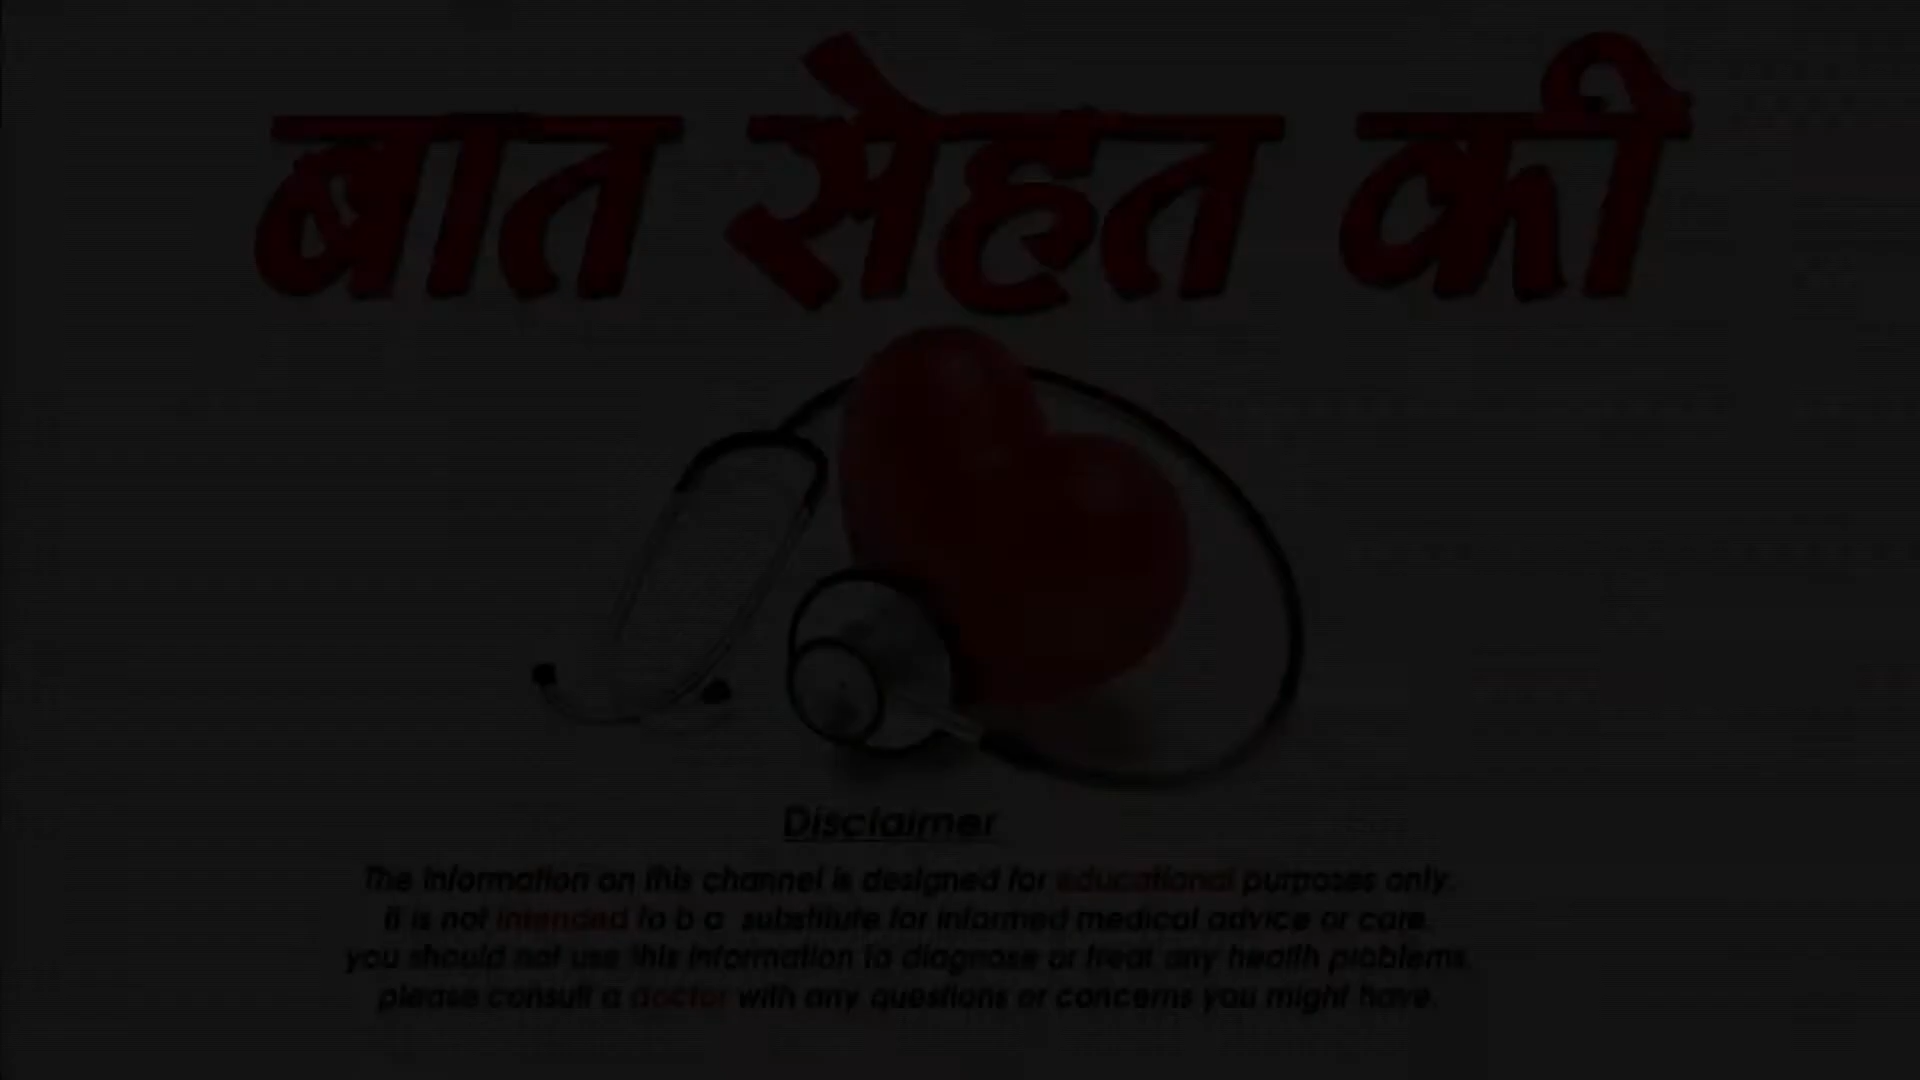 बात सेहत की
Disclaimer
The information on this channel is designed for educational purposes only.
it is not intended to b a substitute for informed medical advice or care.
you should not use this information to diagnose or treat any health problems
please consult a doctor with any questions or concerns you might have.